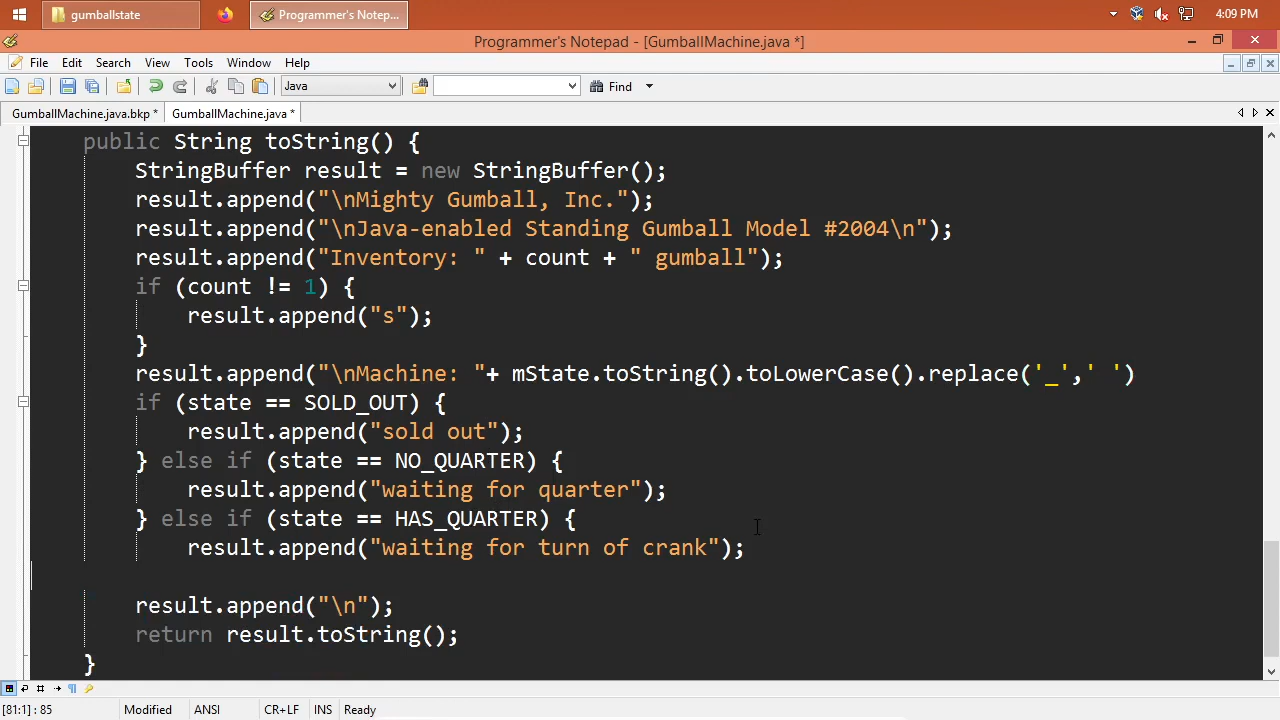 gumballstate
Programmer's Notep...
4:09 PM
Programmer's Notepad - [GumballMachine.java *]
File Edit Search View Tools Window Help
Java
Find
GumballMachine.java.bkp *
GumballMachine.java *
public String toString() {
StringBuffer result = new StringBuffer();
result.append("\nMighty Gumball, Inc.");
result.append("\nJava-enabled Standing Gumball Model #2004\n");
result.append("Inventory: " + count + " gumball");
if (count != 1) {
result.append("s");
}
result.append("\nMachine: "+ mState.toString().toLowerCase().replace('_',' ')
if (state == SOLD_OUT) {
result.append("sold out");
} else if (state == NO_QUARTER) {
result.append("waiting for quarter");
} else if (state == HAS_QUARTER) {
result.append("waiting for turn of crank");
result.append("\n");
return result.toString();
}
[81:1] : 85
Modified
ANSI
CR+LF
INS
Ready